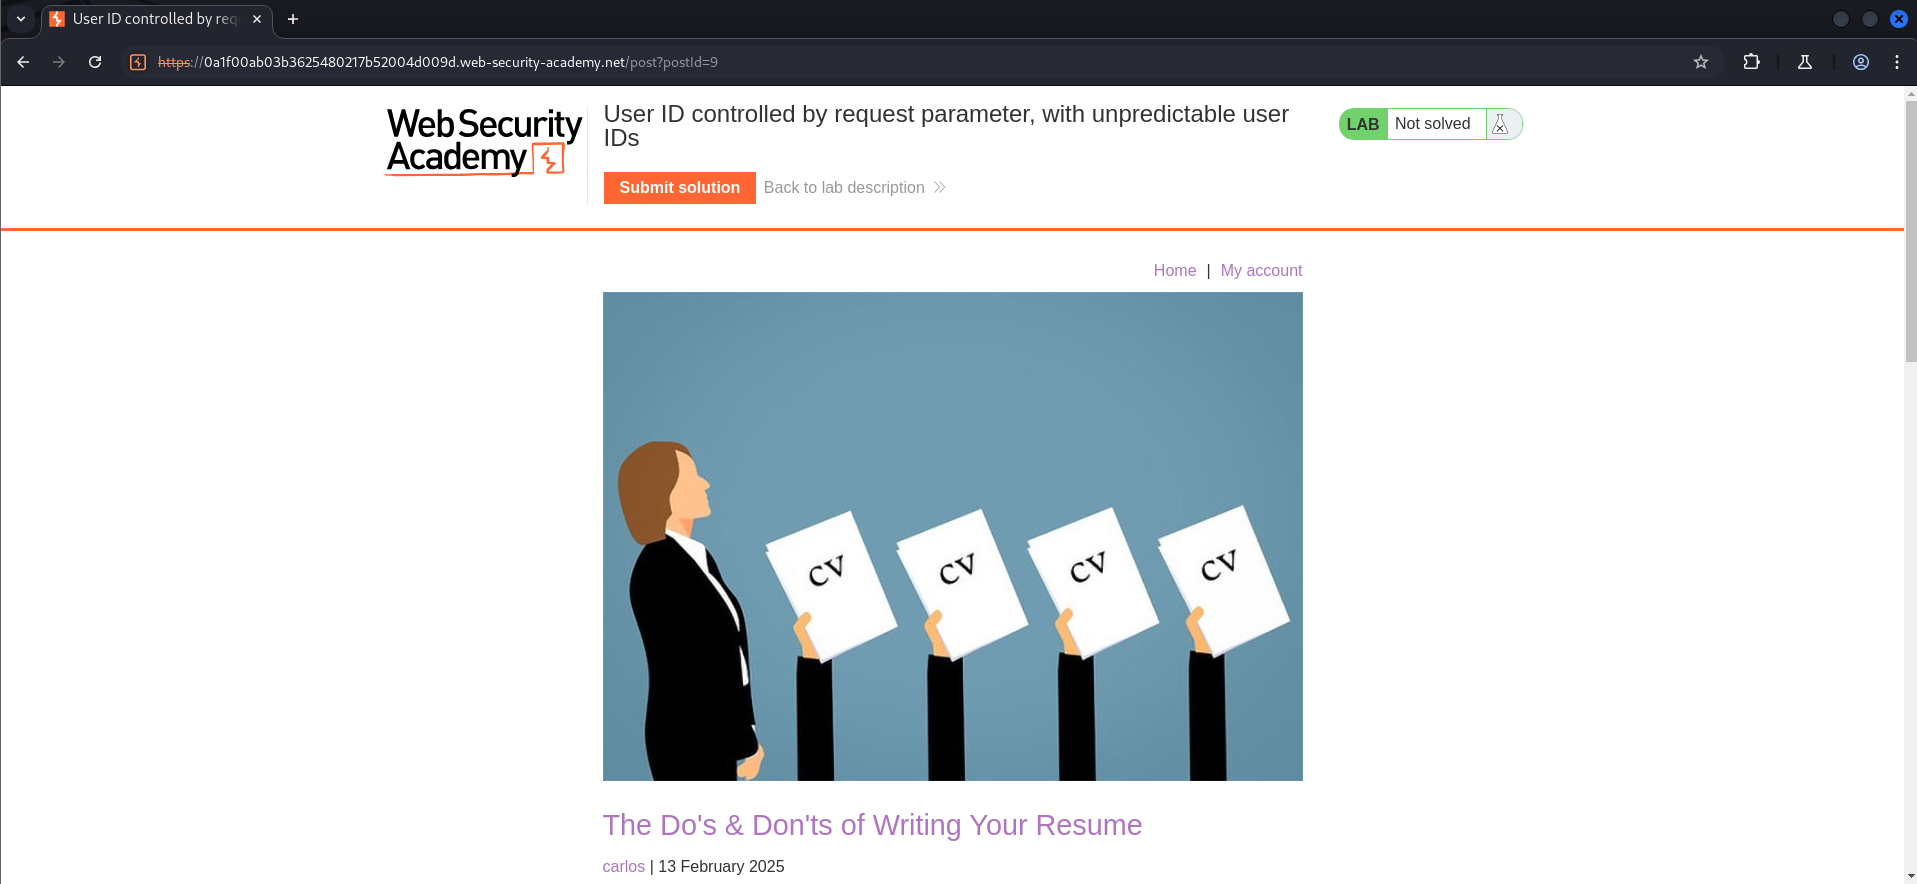 User ID controlled by req
https://0a1f00ab03b3625480217b52004d009d.web-security-academy.net/post?postId=9
Web Security
Academy
User ID controlled by request parameter, with unpredictable user
IDs
LAB Not solved
Submit solution Back to lab description
Home | My account
CV CV CV CV
The Do's & Don'ts of Writing Your Resume
carlos | 13 February 2025